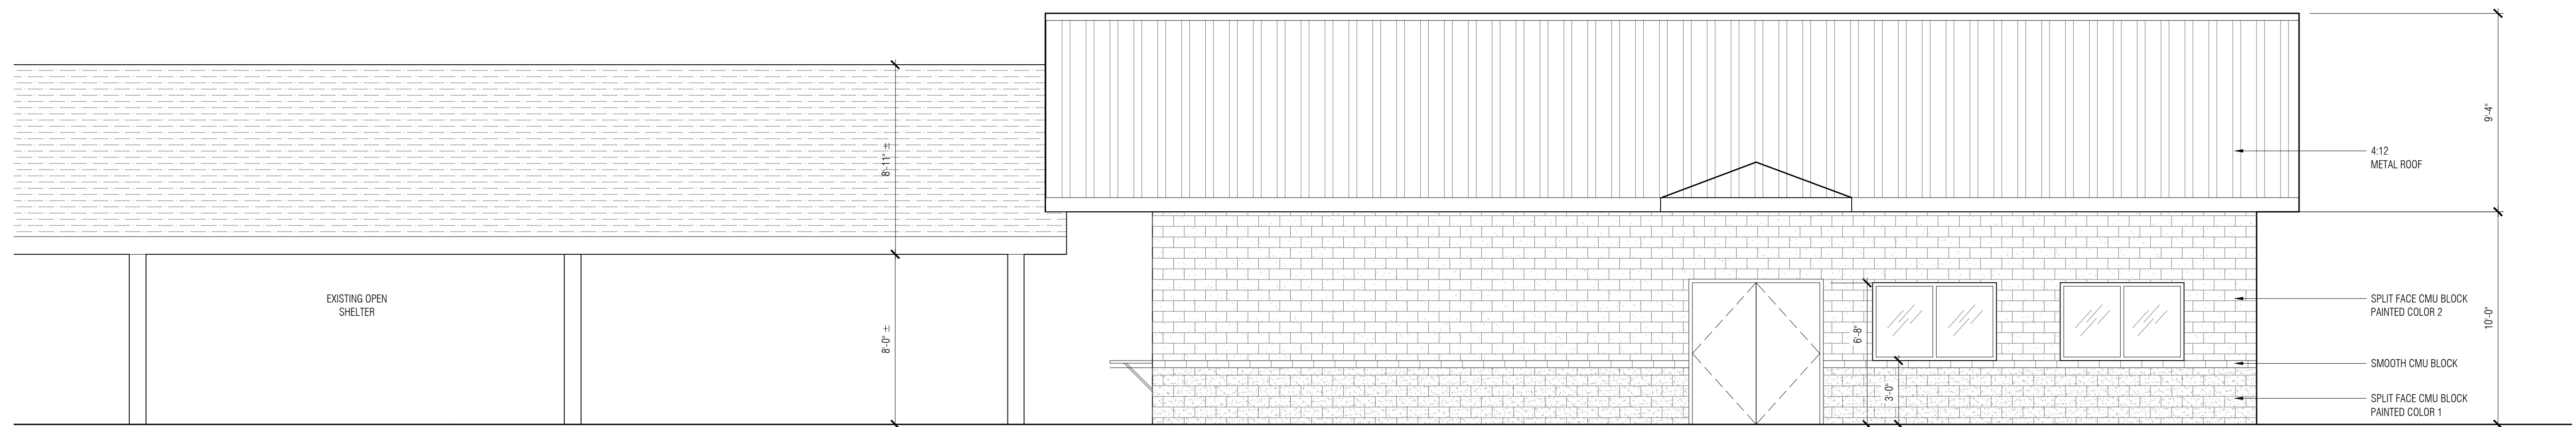 8'-11" ±
EXISTING OPEN
SHELTER
8'-0" ±
6'-8"
3'-0"
4:12
METAL ROOF
SPLIT FACE CMU BLOCK
PAINTED COLOR 2
SMOOTH CMU BLOCK
SPLIT FACE CMU BLOCK
PAINTED COLOR 1
9'-4"
10'-0"